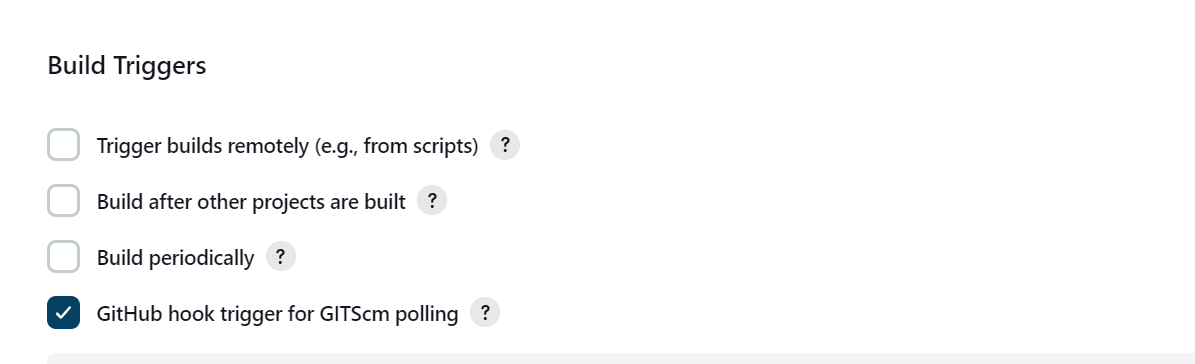 Build Triggers
Trigger builds remotely (e.g., from scripts) ?
Build after other projects are built ?
Build periodically ?
GitHub hook trigger for GITScm polling ?